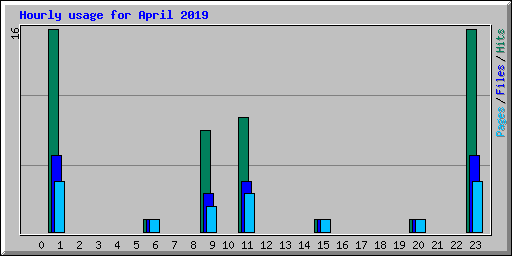 Hourly usage for April 2019
16
Pages/Files/Hits
0 1 2 3 4 5 6 7 8 9 10 11 12 13 14 15 16 17 18 19 20 21 22 23